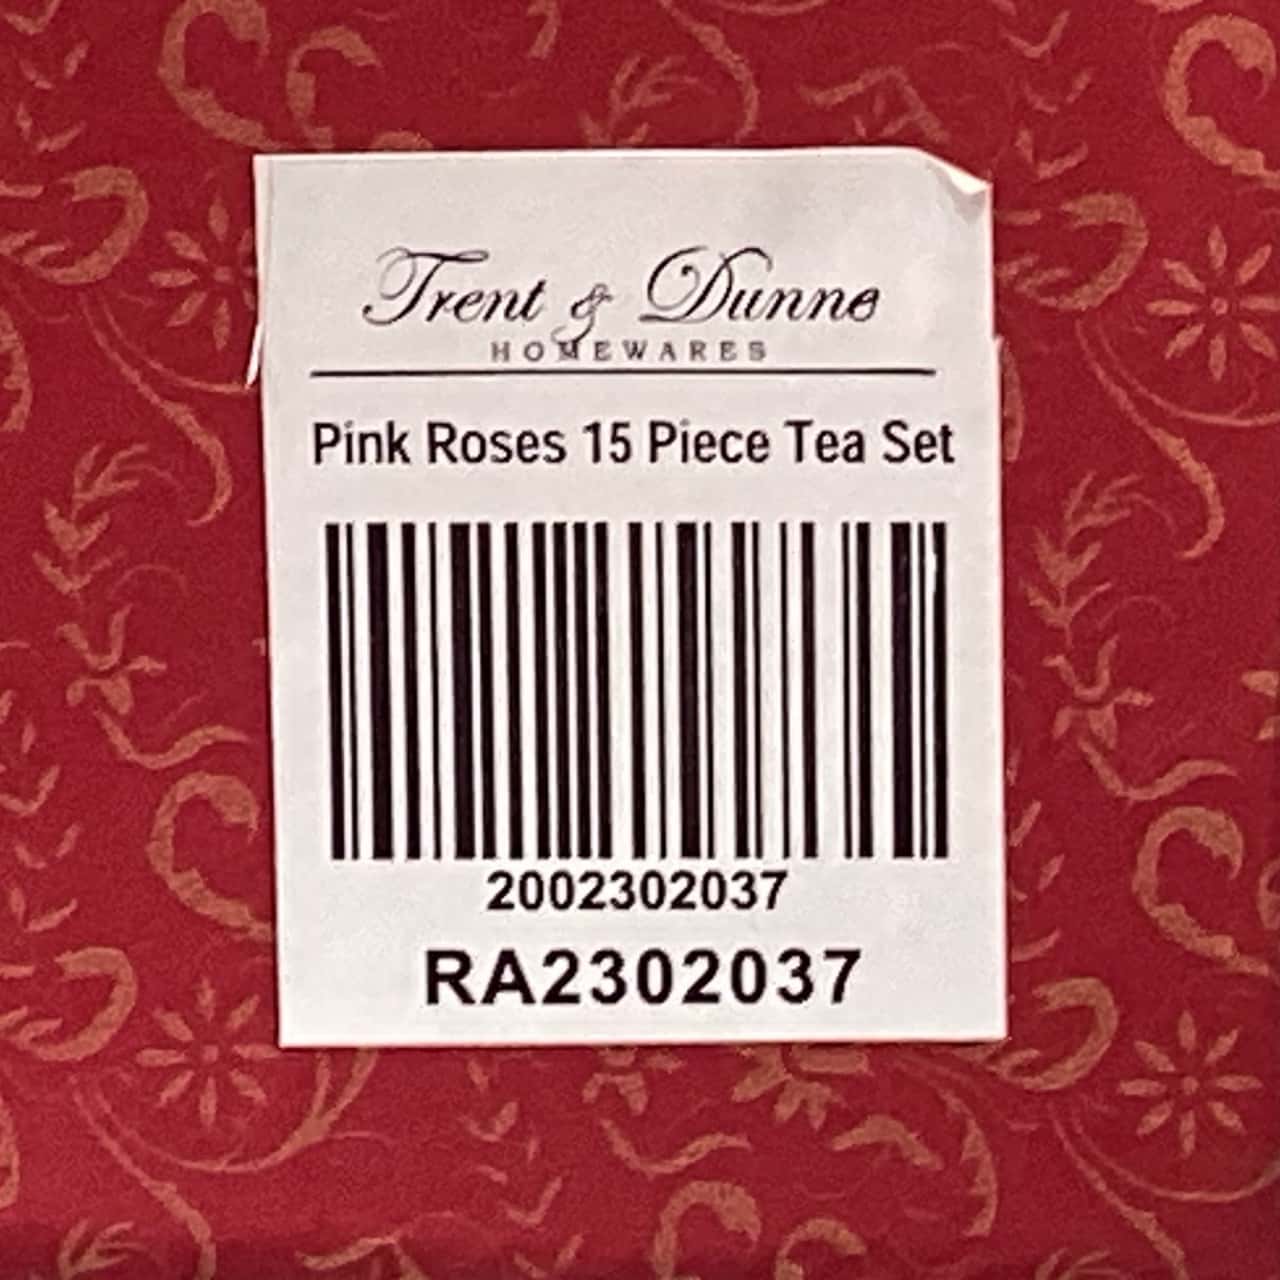 Trent & Dunne
HOMEWARES
Pink Roses 15 Piece Tea Set
2002302037
RA2302037